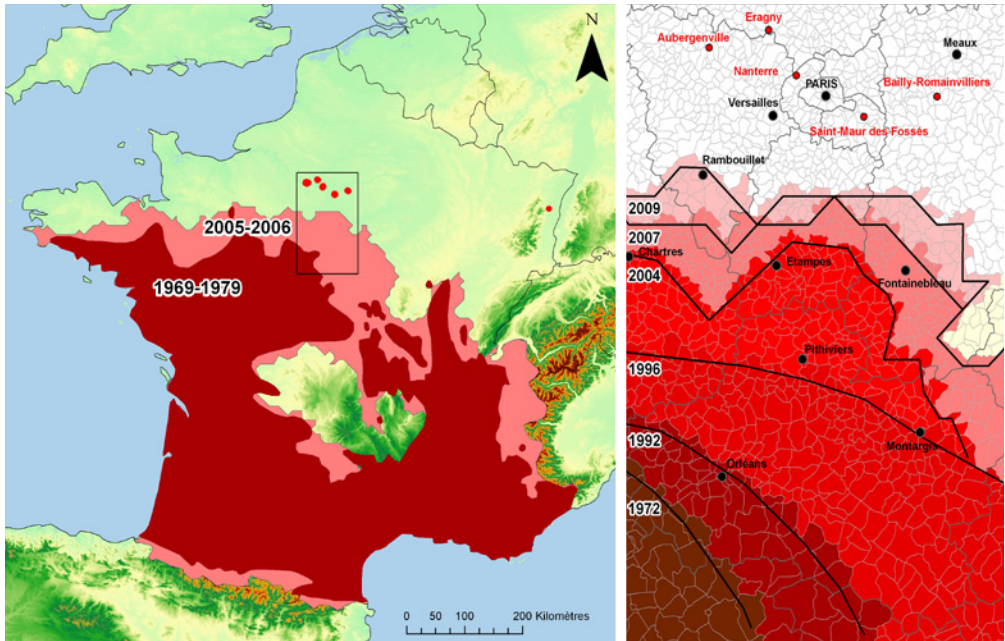 N
2005-2006
1969-1979
0 50 100 200 Kilomètres
Eragny
Aubergenville
Meaux
Nanterre
PARIS
Bailly-Romainvilliers
Versailles
Saint-Maur des Fossés
Rambouillet
2009
2007
Chartres
Etampes
2004
Fontainebleau
Pithiviers
1996
Montargis
1992
Orléans
1972